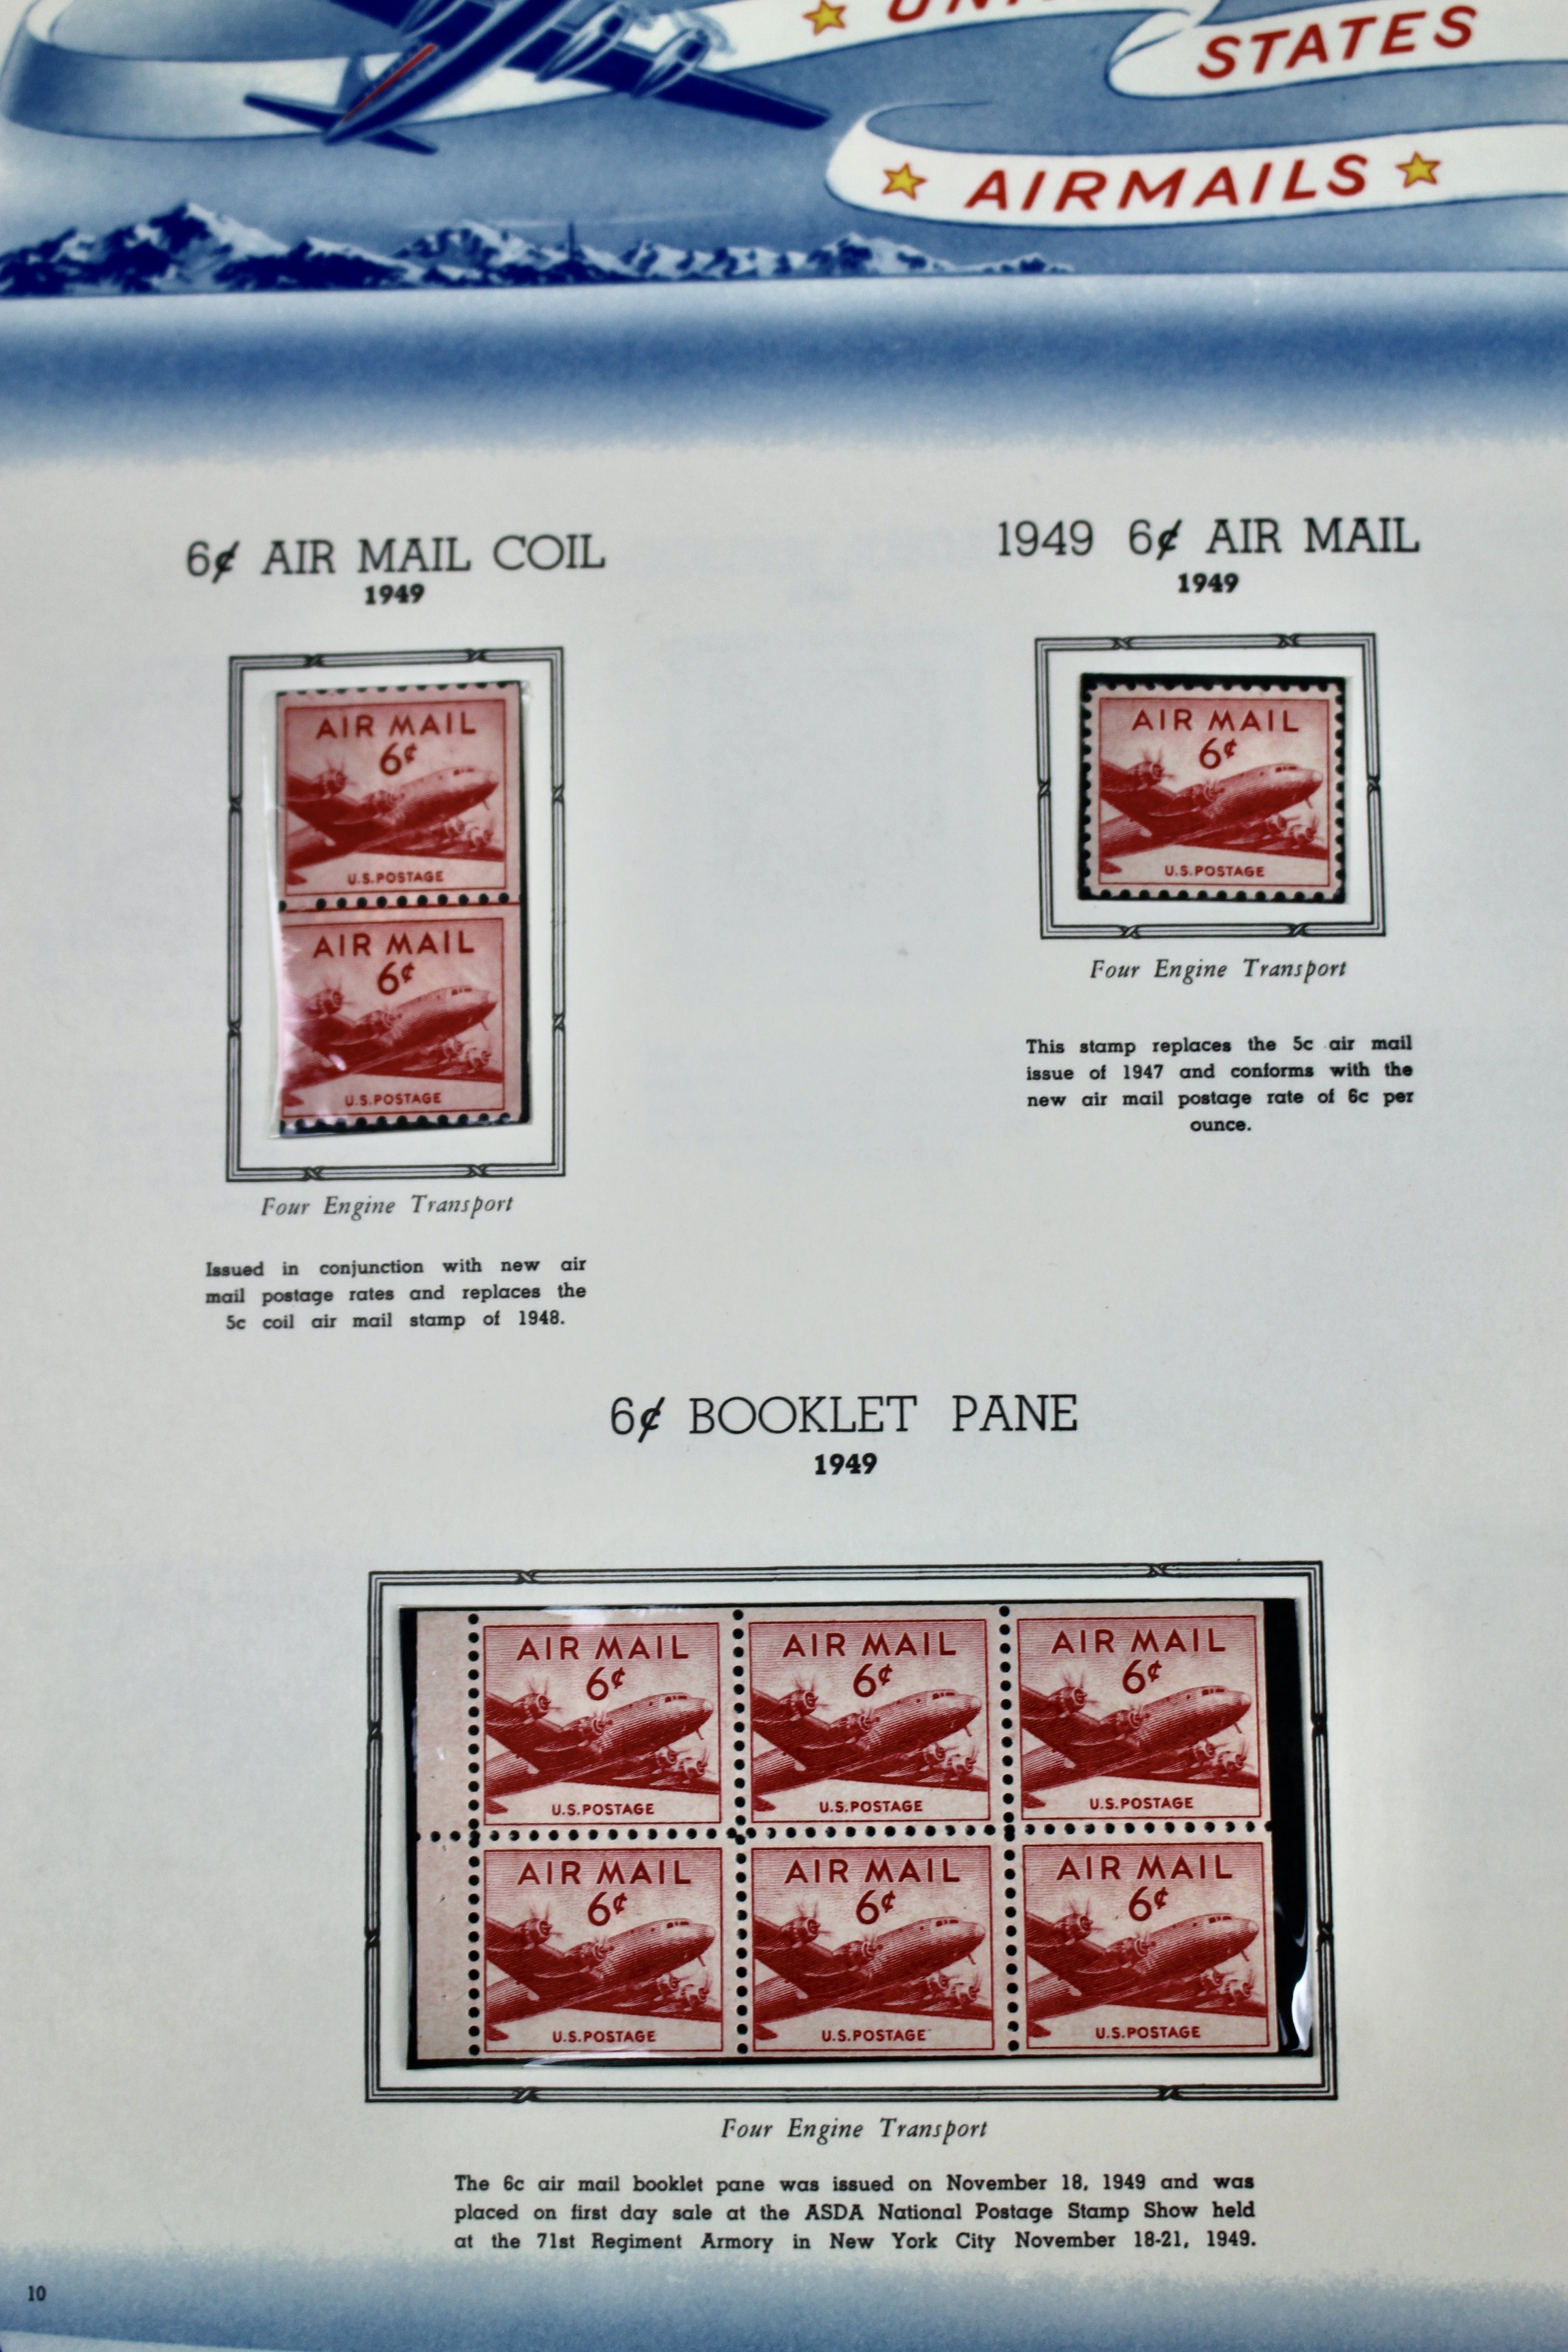 STATES
AIRMAILS
6¢ AIR MAIL COIL
1949
AIR MAIL
6¢
U.S.POSTAGE
AIR MAIL
6¢
U.S.POSTAGE
Four Engine Transport
Issued in conjunction with new air
mail postage rates and replaces the
5c coil air mail stamp of 1948.
1949 6¢ AIR MAIL
1949
AIR MAIL
6¢
U.S.POSTAGE
Four Engine Transport
This stamp replaces the 5c air mail
issue of 1947 and conforms with the
new air mail postage rate of 6c per
ounce.
6¢ BOOKLET PANE
1949
AIR MAIL
6¢
U.S.POSTAGE
AIR MAIL
6¢
U.S.POSTAGE
AIR MAIL
6¢
U.S.POSTAGE
AIR MAIL
6¢
U.S.POSTAGE
AIR MAIL
6¢
U.S.POSTAGE
AIR MAIL
6¢
U.S.POSTAGE
Four Engine Transport
The 6c air mail booklet pane was issued on November 18, 1949 and was
placed on first day sale at the ASDA National Postage Stamp Show held
at the 71st Regiment Armory in New York City November 18-21, 1949.
10